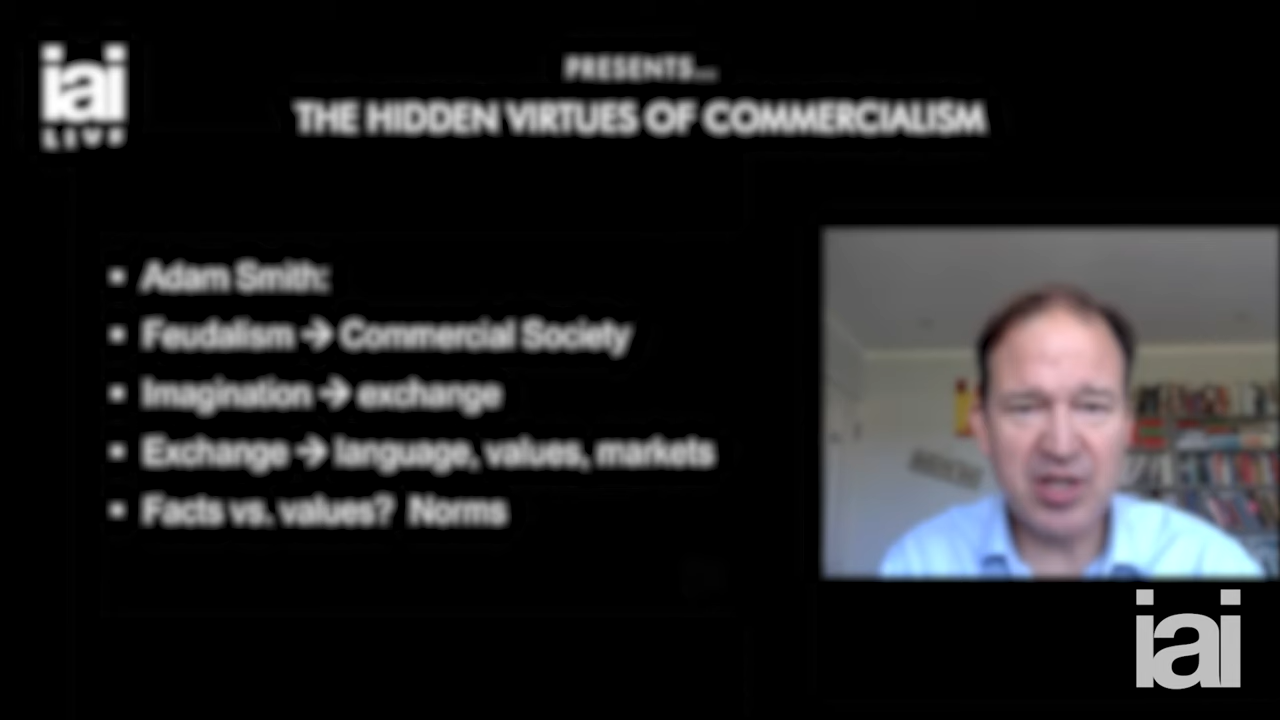 iai
LIVE
PRESENTS...
THE HIDDEN VIRTUES OF COMMERCIALISM
▪ Adam Smith:
▪ Feudalism → Commercial Society
▪ Imagination → exchange
▪ Exchange → language, values, markets
▪ Facts vs. values? Norms
iai